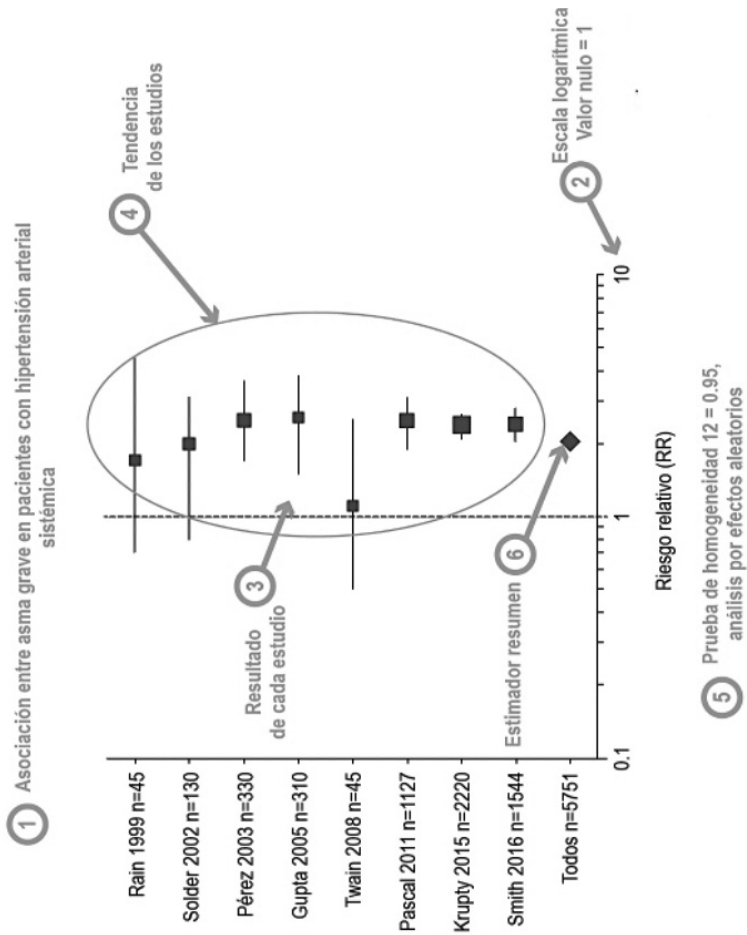 1 Asociación entre asma grave en pacientes con hipertensión arterial
sistémica
4 Tendencia
de los estudios
Rain 1999 n=45
Solder 2002 n=130
Pérez 2003 n=330
Gupta 2005 n=310
Twain 2008 n=45
Pascal 2011 n=1127
Krupty 2015 n=2220
Smith 2016 n=1544
Todos n=5751
3
Resultado
de cada estudio
Estimador resumen 6
0.1
1
10
Riesgo relativo (RR)
2
Escala logarítmica
Valor nulo = 1
5 Prueba de homogeneidad 12 = 0.95,
análisis por efectos aleatorios